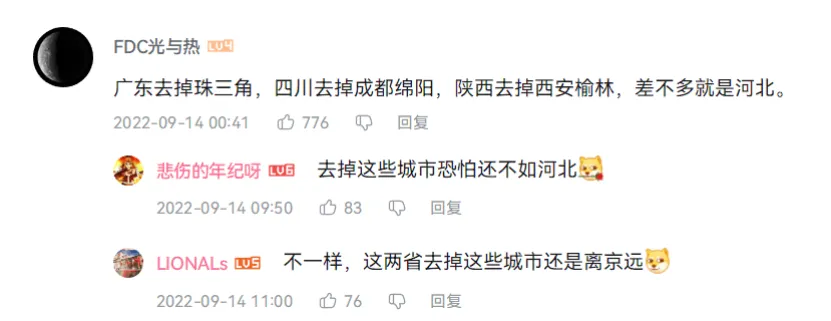 FDC光与热 LV4
广东去掉珠三角，四川去掉成都绵阳，陕西去掉西安榆林，差不多就是河北。
2022-09-14 00:41 776 回复
悲伤的年纪呀 LV6 去掉这些城市恐怕还不如河北
2022-09-14 09:50 83 回复
LIONALs LV5 不一样，这两省去掉这些城市还是离京远
2022-09-14 11:00 76 回复